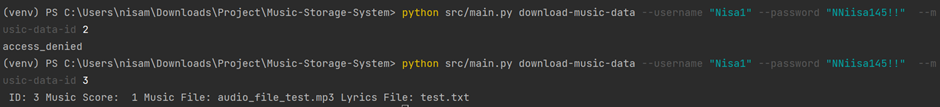 (venv) PS C:\Users\nisam\Downloads\Project\Music-Storage-System> python src/main.py download-music-data --username "Nisa1" --password "NNiisa145!!"  --m
usic-data-id 2
access_denied
(venv) PS C:\Users\nisam\Downloads\Project\Music-Storage-System> python src/main.py download-music-data --username "Nisa1" --password "NNiisa145!!"  --m
usic-data-id 3
 ID: 3 Music Score:  1 Music File: audio_file_test.mp3 Lyrics File: test.txt